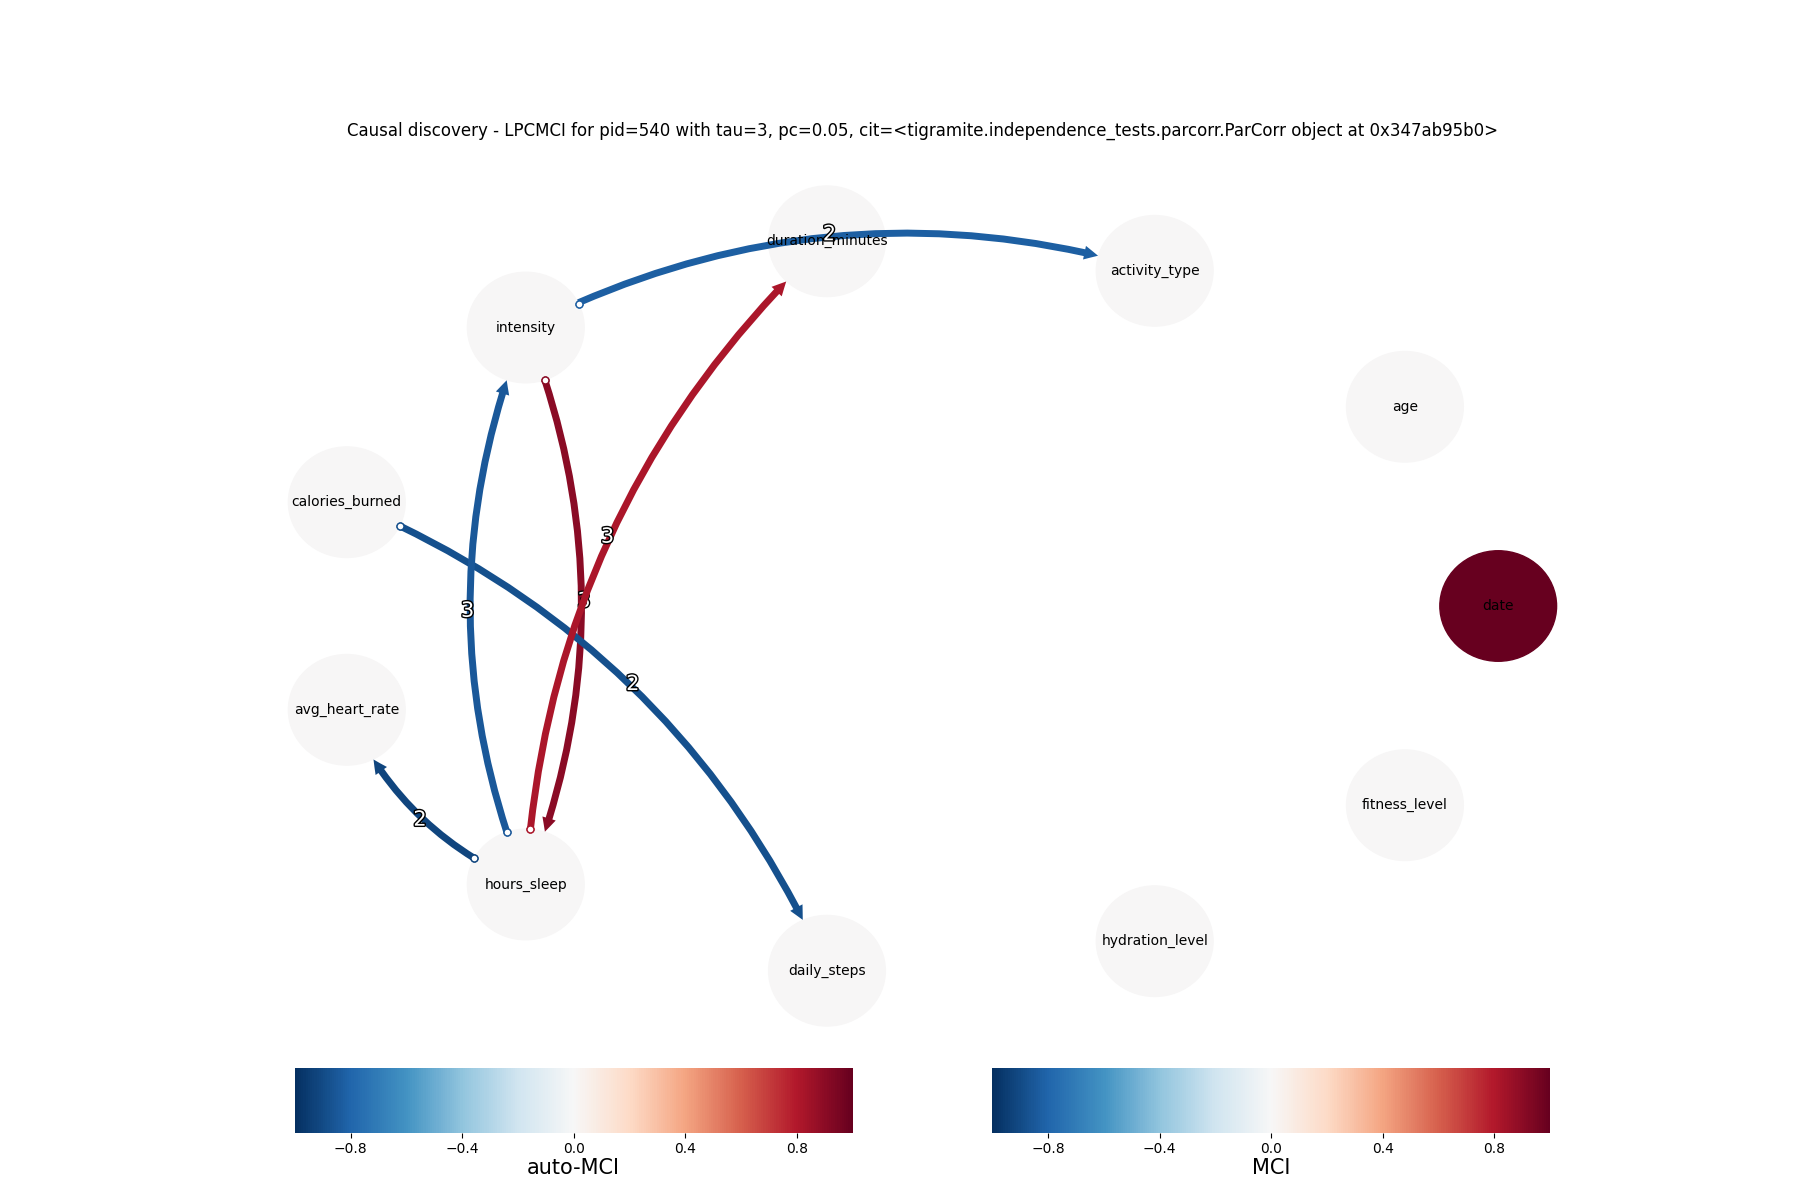 Causal discovery - LPCMCI for pid=540 with tau=3, pc=0.05, cit=<tigramite.independence_tests.parcorr.ParCorr object at 0x347ab95b0>
2
duration_minutes
activity_type
intensity
age
calories_burned
3
date
3
2
avg_heart_rate
fitness_level
2
hours_sleep
hydration_level
daily_steps
−0.8 −0.4 0.0 0.4 0.8
auto-MCI
−0.8 −0.4 0.0 0.4 0.8
MCI